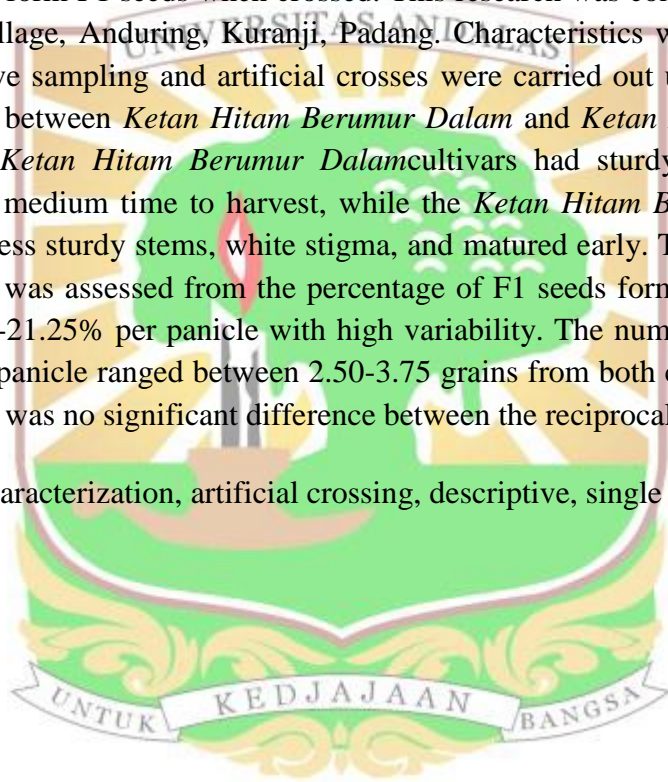 form F1 seeds when crossed. This research was con
UNIVERSITAS ANDALAS
llage, Anduring, Kuranji, Padang. Characteristics w
ve sampling and artificial crosses were carried out u
between Ketan Hitam Berumur Dalam and Ketan
Ketan Hitam Berumur Dalamcultivars had sturdy
medium time to harvest, while the Ketan Hitam B
ess sturdy stems, white stigma, and matured early. T
was assessed from the percentage of F1 seeds form
-21.25% per panicle with high variability. The num
panicle ranged between 2.50-3.75 grains from both c
was no significant difference between the reciprocal
aracterization, artificial crossing, descriptive, single
UNTUK KEDJAJAAN BANGSA